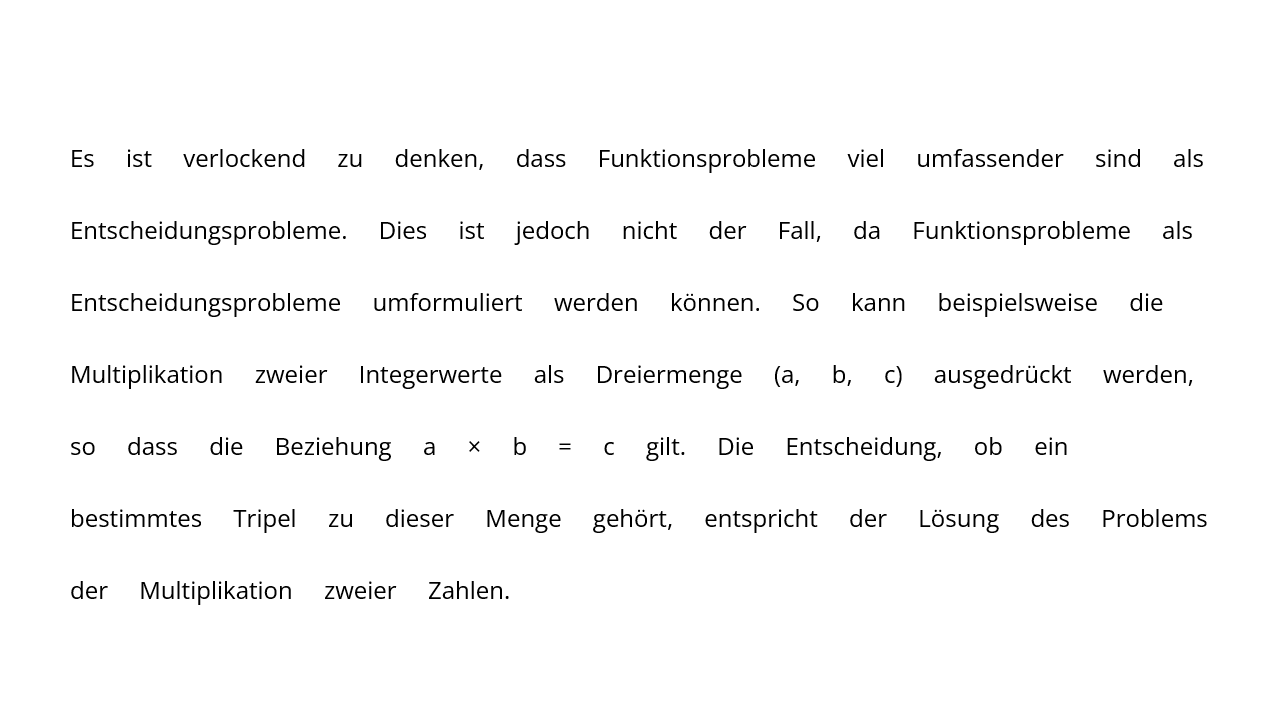 Es ist verlockend zu denken, dass Funktionsprobleme viel umfassender sind als
Entscheidungsprobleme. Dies ist jedoch nicht der Fall, da Funktionsprobleme als
Entscheidungsprobleme umformuliert werden können. So kann beispielsweise die
Multiplikation zweier Integerwerte als Dreiermenge (a, b, c) ausgedrückt werden,
so dass die Beziehung a × b = c gilt. Die Entscheidung, ob ein
bestimmtes Tripel zu dieser Menge gehört, entspricht der Lösung des Problems
der Multiplikation zweier Zahlen.